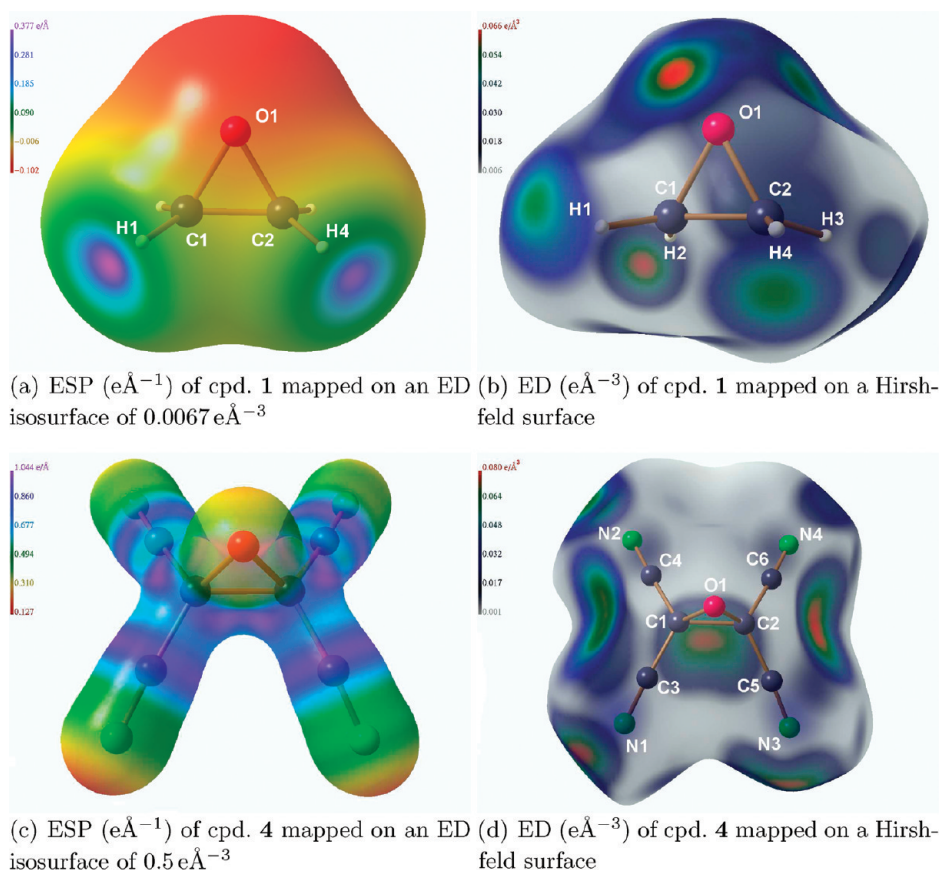 0.377 e/Å
0.281
0.185
0.090
−0.006
−0.102
O1
H1
C1
C2
H4
0.066 e/Å³
0.054
0.042
0.030
0.018
0.006
O1
C1
C2
H1
H3
H2
H4
(a) ESP (eÅ⁻¹) of cpd. 1 mapped on an ED
isosurface of 0.0067 eÅ⁻³
(b) ED (eÅ⁻³) of cpd. 1 mapped on a Hirsh-
feld surface
1.044 e/Å
0.860
0.677
0.494
0.310
0.127
0.080 e/Å³
0.064
0.048
0.032
0.017
0.001
N2
N4
C4
C6
O1
C1
C2
C3
C5
N1
N3
(c) ESP (eÅ⁻¹) of cpd. 4 mapped on an ED
isosurface of 0.5 eÅ⁻³
(d) ED (eÅ⁻³) of cpd. 4 mapped on a Hirsh-
feld surface